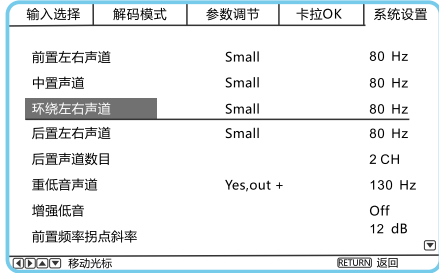 输入选择 解码模式 参数调节 卡拉OK 系统设置
前置左右声道 Small 80 Hz
中置声道 Small 80 Hz
环绕左右声道 Small 80 Hz
后置左右声道 Small 80 Hz
后置声道数目 2 CH
重低音声道 Yes,out + 130 Hz
增强低音 Off
前置频率拐点斜率 12 dB
移动光标 RETURN 返回